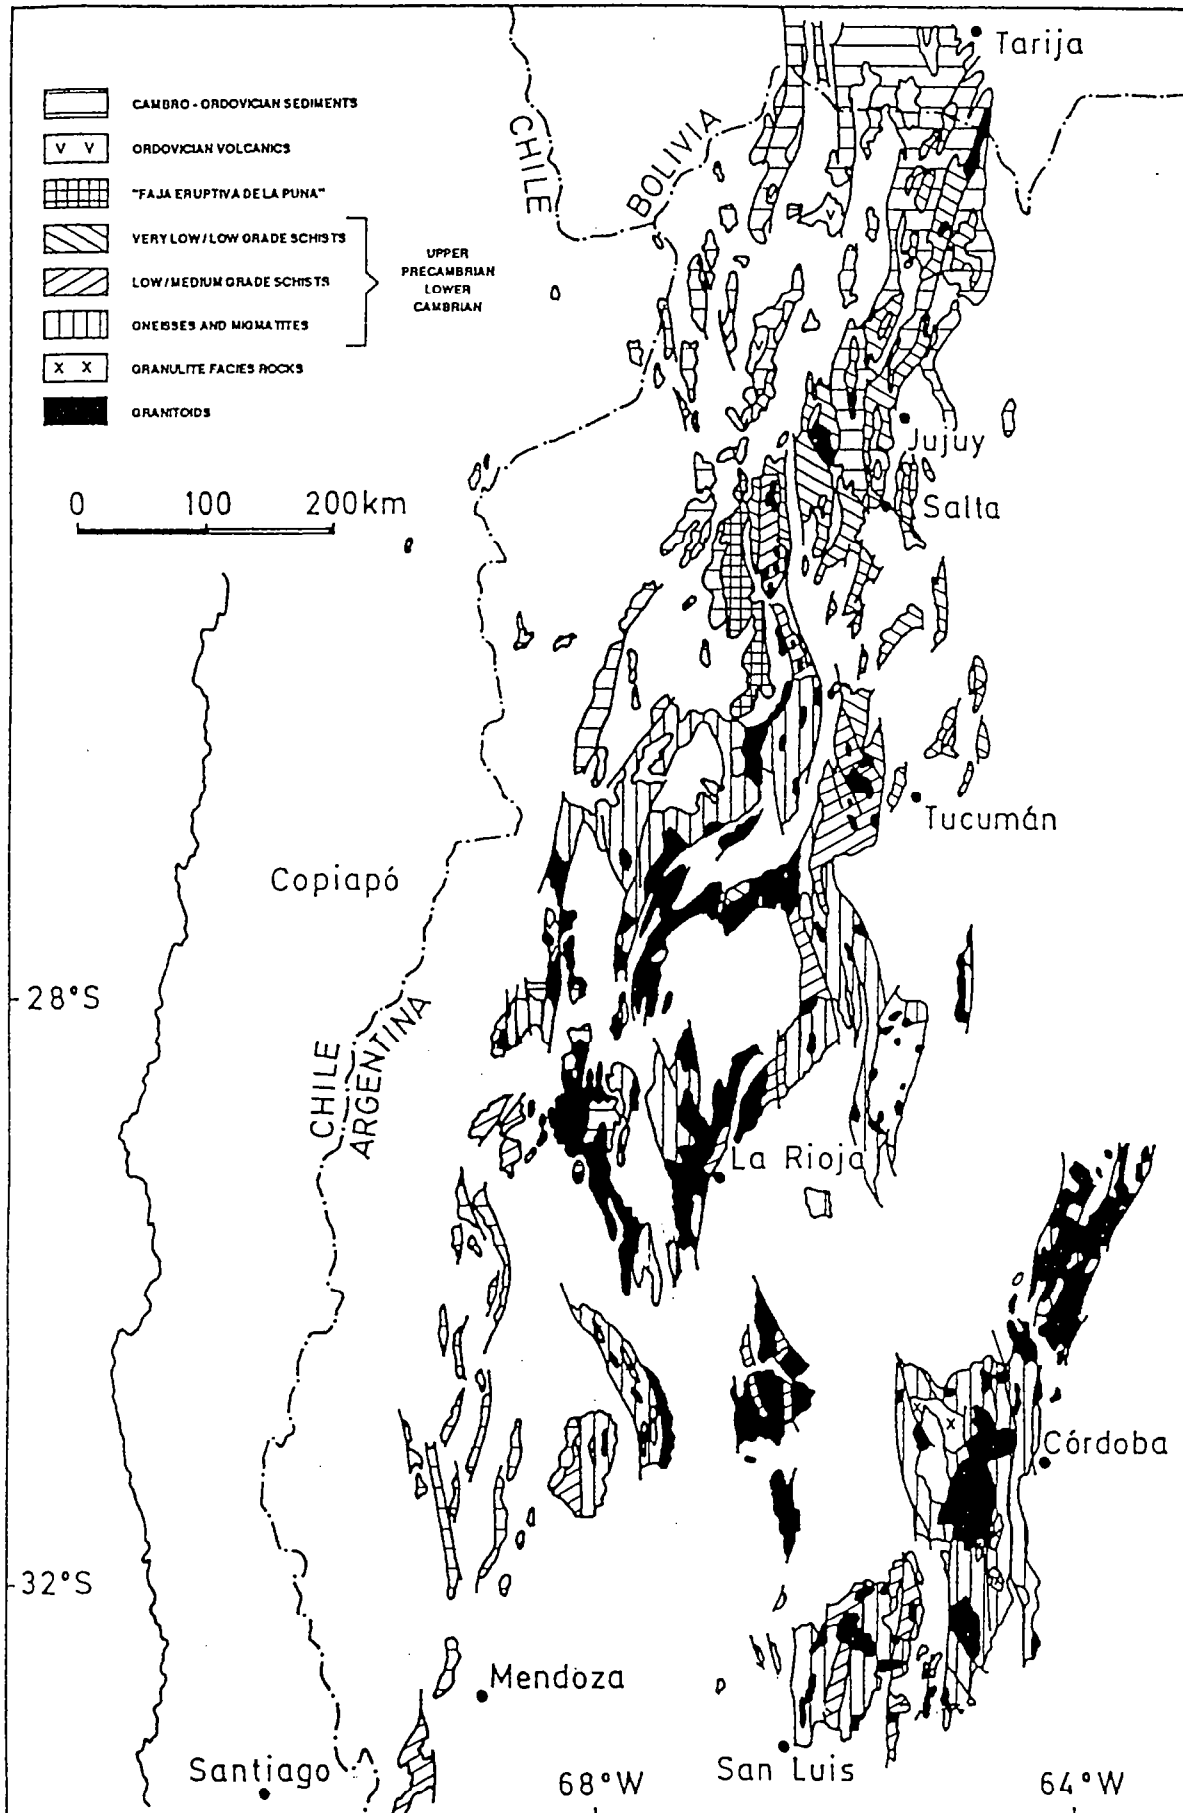 Tarija
CAMBRO - ORDOVICIAN SEDIMENTS
V V
ORDOVICIAN VOLCANICS
"FAJA ERUPTIVA DE LA PUNA"
VERY LOW / LOW GRADE SCHISTS
LOW / MEDIUM GRADE SCHISTS
GNEISSES AND MIGMATITES
UPPER
PRECAMBRIAN
LOWER
CAMBRIAN
X X
GRANULITE FACIES ROCKS
GRANITOIDS
CHILE
BOLIVIA
V
Jujuy
0 100 200km
Salta
Tucumán
Copiapó
28°S
CHILE
ARGENTINA
La Rioja
X X
Córdoba
32°S
Mendoza
Santiago
San Luis
68°W
64°W